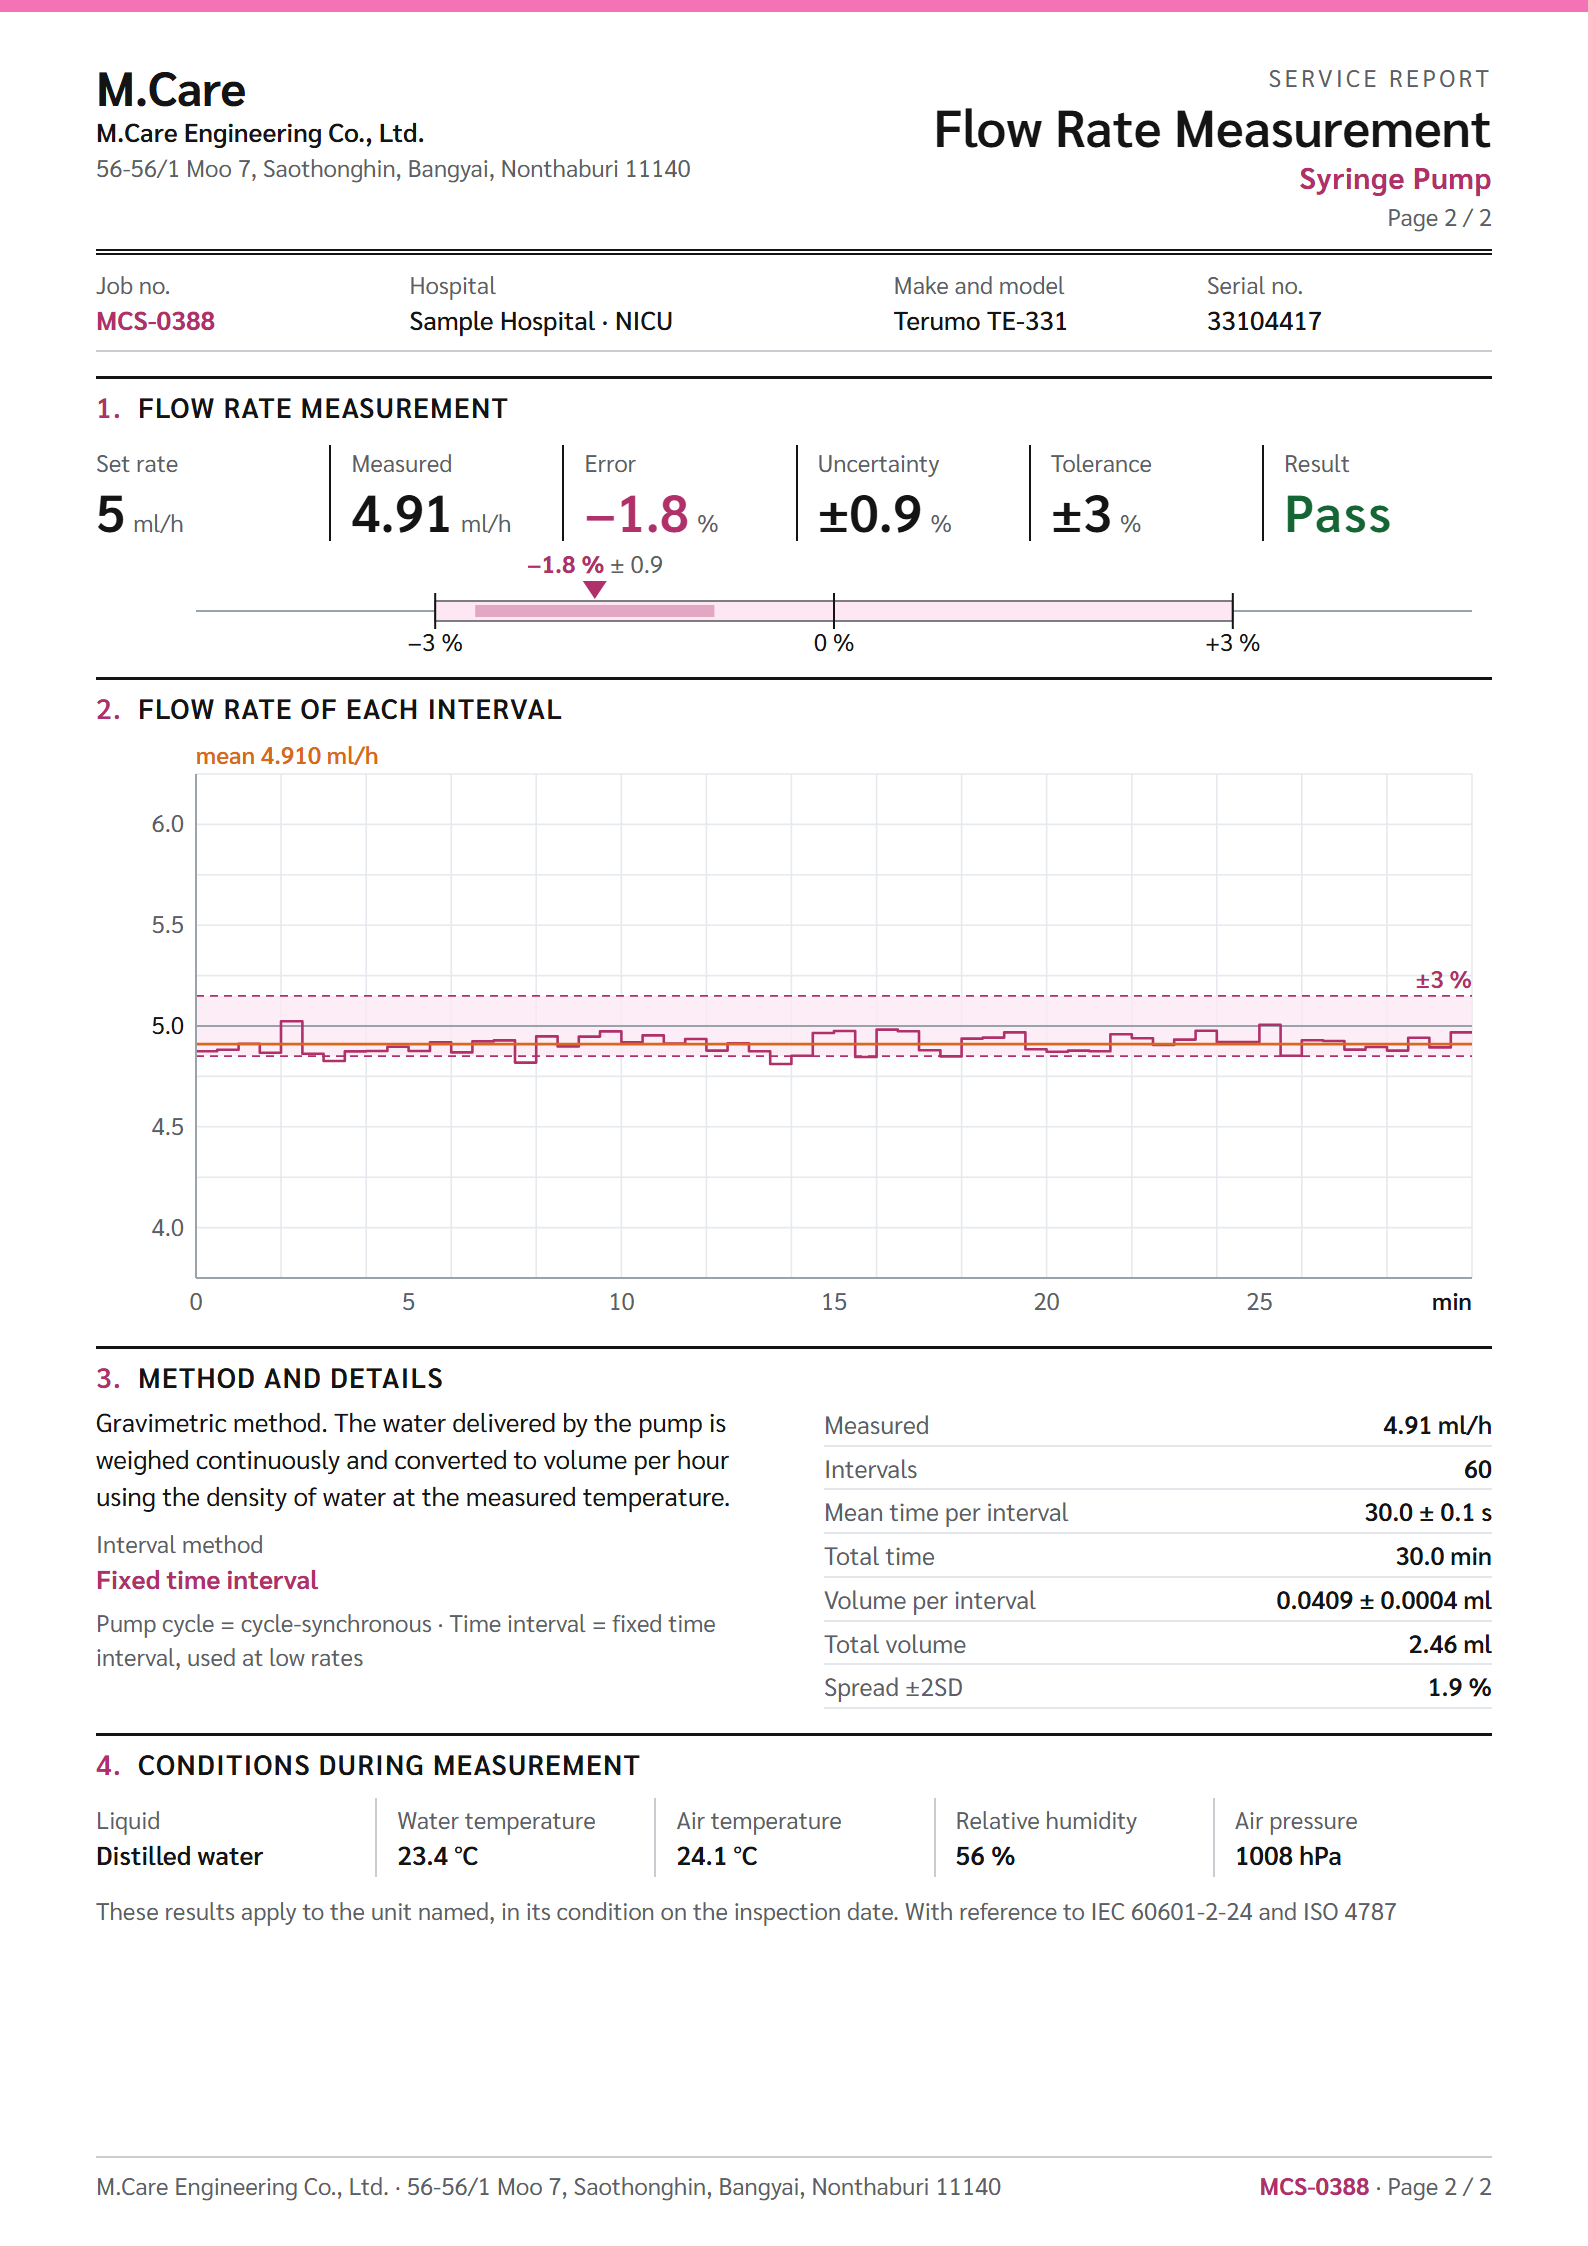 M.Care
M.Care Engineering Co., Ltd.
56-56/1 Moo 7, Saothonghin, Bangyai, Nonthaburi 11140
SERVICE REPORT
Flow Rate Measurement
Syringe Pump
Page 2 / 2
Job no. Hospital Make and model Serial no.
MCS-0388 Sample Hospital · NICU Terumo TE-331 33104417
1. FLOW RATE MEASUREMENT
Set rate Measured Error Uncertainty Tolerance Result
5 ml/h 4.91 ml/h −1.8 % ±0.9 % ±3 % Pass
−1.8 % ± 0.9
−3 % 0 % +3 %
2. FLOW RATE OF EACH INTERVAL
mean 4.910 ml/h
6.0
5.5
±3 %
5.0
4.5
4.0
0 5 10 15 20 25 min
3. METHOD AND DETAILS
Gravimetric method. The water delivered by the pump is
weighed continuously and converted to volume per hour
using the density of water at the measured temperature.
Interval method
Fixed time interval
Pump cycle = cycle-synchronous · Time interval = fixed time
interval, used at low rates
Measured 4.91 ml/h
Intervals 60
Mean time per interval 30.0 ± 0.1 s
Total time 30.0 min
Volume per interval 0.0409 ± 0.0004 ml
Total volume 2.46 ml
Spread ±2SD 1.9 %
4. CONDITIONS DURING MEASUREMENT
Liquid Water temperature Air temperature Relative humidity Air pressure
Distilled water 23.4 °C 24.1 °C 56 % 1008 hPa
These results apply to the unit named, in its condition on the inspection date. With reference to IEC 60601-2-24 and ISO 4787
M.Care Engineering Co., Ltd. · 56-56/1 Moo 7, Saothonghin, Bangyai, Nonthaburi 11140 MCS-0388 · Page 2 / 2